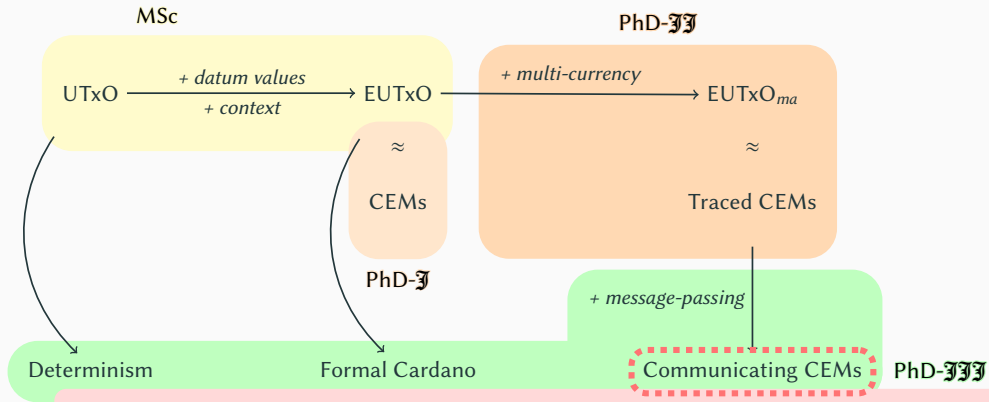 MSc
PhD-𝕴𝕴
+ datum values
+ multi-currency
UTxO
EUTxO
EUTxOma
+ context
≈
≈
CEMs
Traced CEMs
PhD-𝕴
+ message-passing
Determinism
Formal Cardano
Communicating CEMs
PhD-𝕴𝕴𝕴